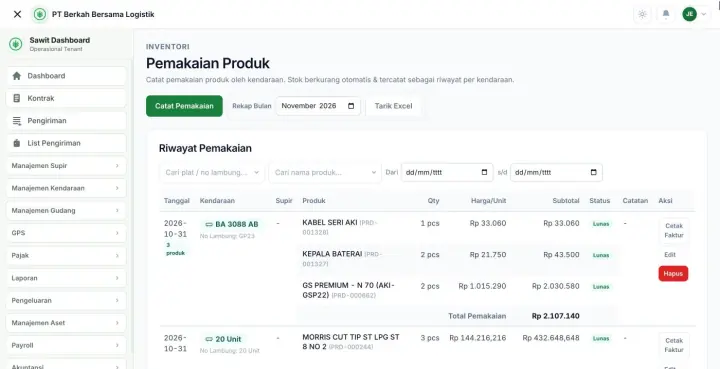 PT Berkah Bersama Logistik
JE
Sawit Dashboard
Operasional Tenant
Dashboard
Kontrak
Pengiriman
List Pengiriman
Manajemen Supir
Manajemen Kendaraan
Manajemen Gudang
GPS
Pajak
Laporan
Pengeluaran
Manajemen Aset
Payroll
Akuntansi
INVENTORI
Pemakaian Produk
Catat pemakaian produk oleh kendaraan. Stok berkurang otomatis & tercatat sebagai riwayat per kendaraan.
Catat Pemakaian
Rekap Bulan
November 2026
Tarik Excel
Riwayat Pemakaian
Cari plat / no lambung...
Cari nama produk...
Dari
dd/mm/tttt
s/d
dd/mm/tttt
Tanggal Kendaraan Supir Produk Qty Harga/Unit Subtotal Status Catatan Aksi
2026-
10-31
3
produk
BA 3088 AB
No Lambung: GP23
-
KABEL SERI AKI (PRD-
001328)
1 pcs
Rp 33.060
Rp 33.060
Lunas
-
Cetak
Faktur
Edit
Hapus
KEPALA BATERAI (PRD-
001327)
2 pcs
Rp 21.750
Rp 43.500
Lunas
GS PREMIUM - N 70 (AKI-
GSP22) (PRD-000662)
2 pcs
Rp 1.015.290
Rp 2.030.580
Lunas
Total Pemakaian
Rp 2.107.140
2026-
10-31
20 Unit
No Lambung: 20 Unit
-
MORRIS CUT TIP ST LPG ST
8 NO 2 (PRD-000264)
3 pcs
Rp 144.216,216
Rp 432.648,648
Lunas
-
Cetak
Faktur
Edit